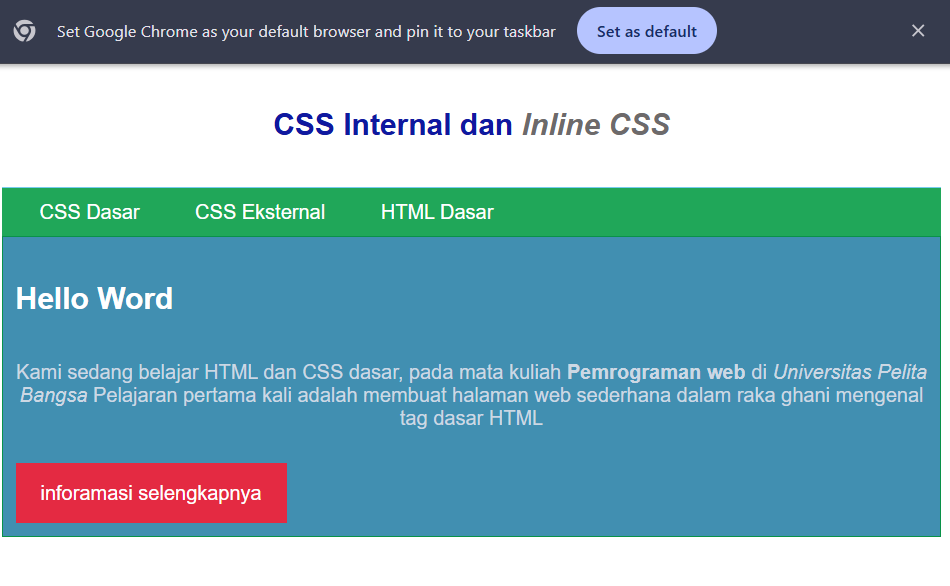 Set Google Chrome as your default browser and pin it to your taskbar Set as default
CSS Internal dan Inline CSS
CSS Dasar CSS Eksternal HTML Dasar
Hello Word
Kami sedang belajar HTML dan CSS dasar, pada mata kuliah Pemrograman web di Universitas Pelita
Bangsa Pelajaran pertama kali adalah membuat halaman web sederhana dalam raka ghani mengenal
tag dasar HTML
inforamasi selengkapnya